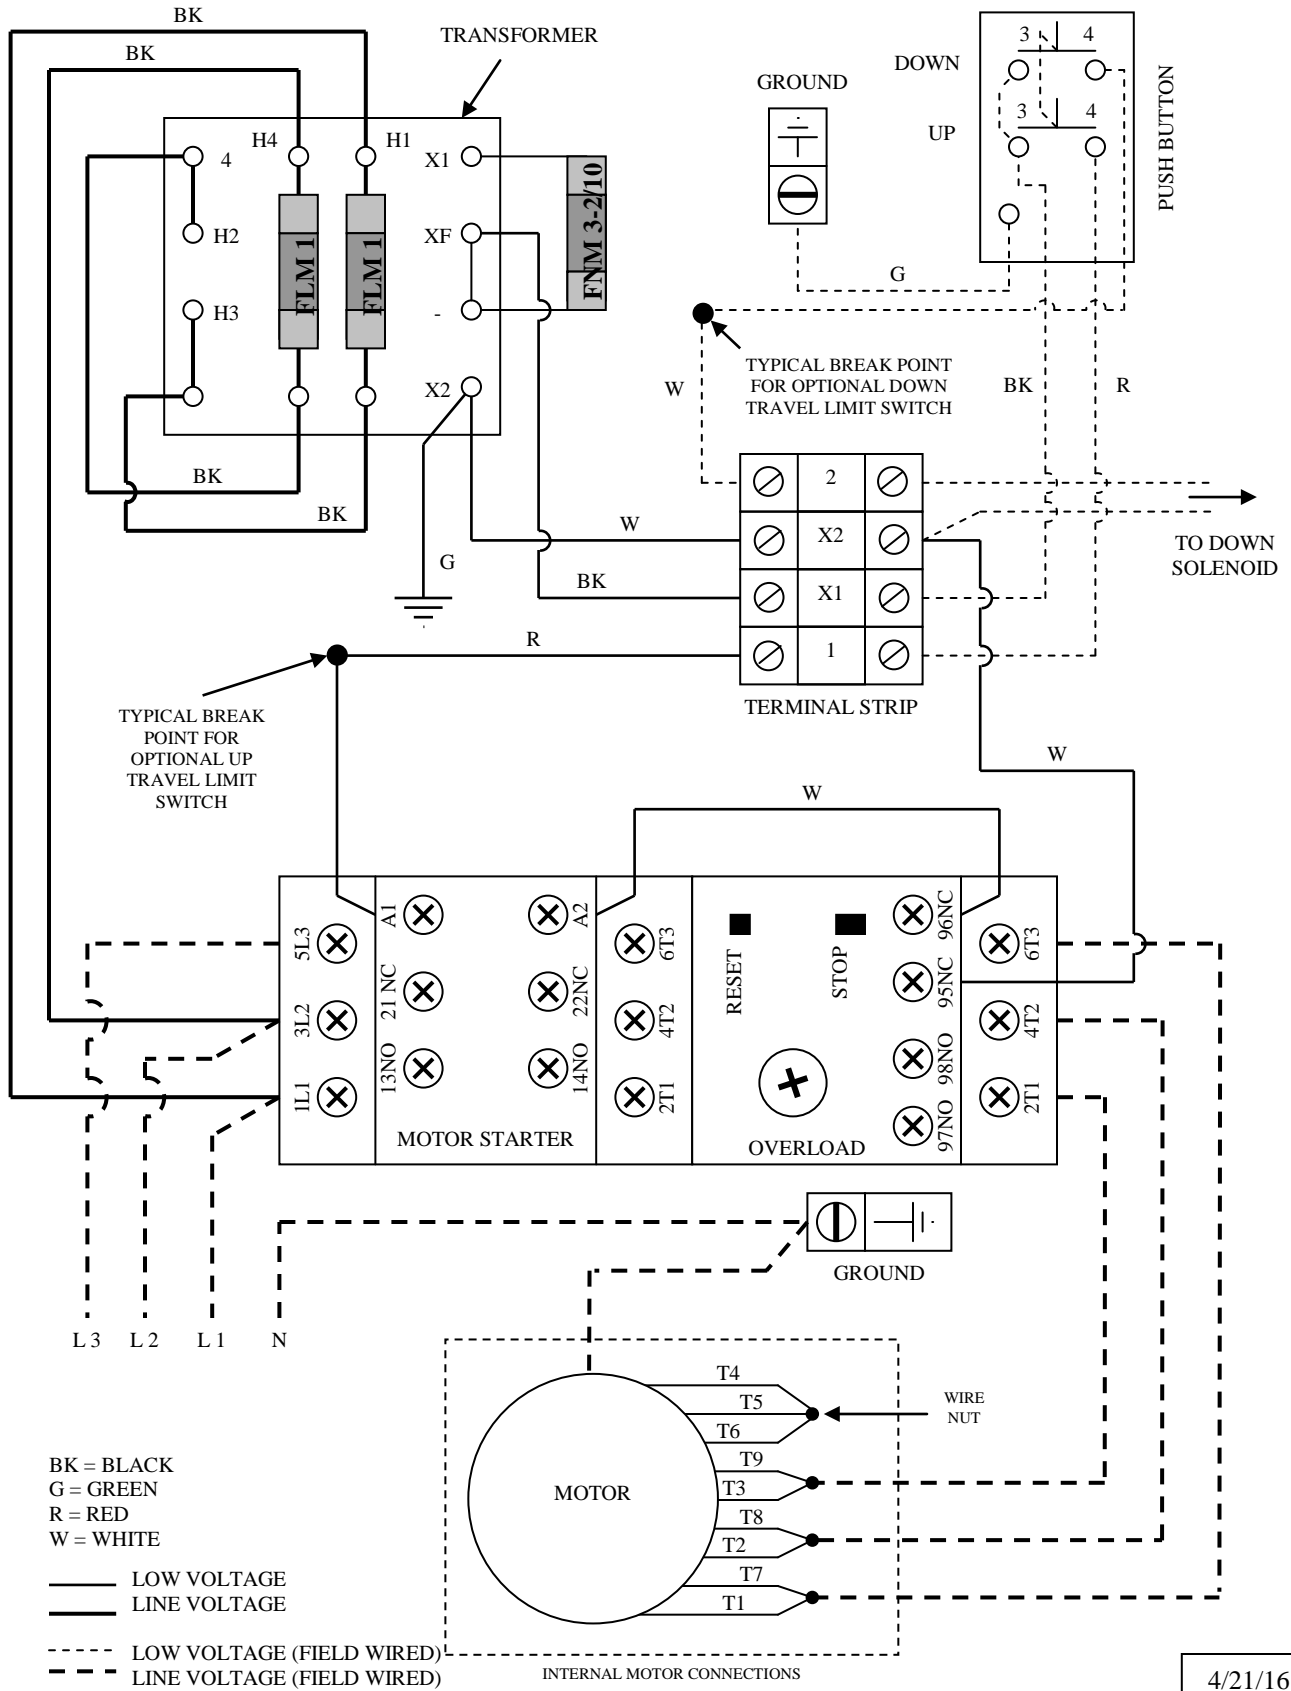 BK
BK
TRANSFORMER
GROUND
3
4
DOWN
3
4
UP
PUSH BUTTON
4
H4
H1
X1
H2
XF
H3
-
X2
FLM 1
FLM 1
FNM 3-2/10
G
TYPICAL BREAK POINT
FOR OPTIONAL DOWN
TRAVEL LIMIT SWITCH
W
BK
R
BK
BK
2
X2
X1
1
W
G
BK
R
TO DOWN
SOLENOID
TERMINAL STRIP
TYPICAL BREAK
POINT FOR
OPTIONAL UP
TRAVEL LIMIT
SWITCH
W
W
5L3
3L2
1L1
A1
21 NC
13NO
A2
22NC
14NO
MOTOR STARTER
6T3
4T2
2T1
RESET
STOP
OVERLOAD
96NC
95NC
98NO
97NO
6T3
4T2
2T1
GROUND
L 3
L 2
L 1
N
T4
T5
T6
T9
T3
T8
T2
T7
T1
WIRE
NUT
MOTOR
BK = BLACK
G = GREEN
R = RED
W = WHITE
LOW VOLTAGE
LINE VOLTAGE
LOW VOLTAGE (FIELD WIRED)
LINE VOLTAGE (FIELD WIRED)
INTERNAL MOTOR CONNECTIONS
4/21/16